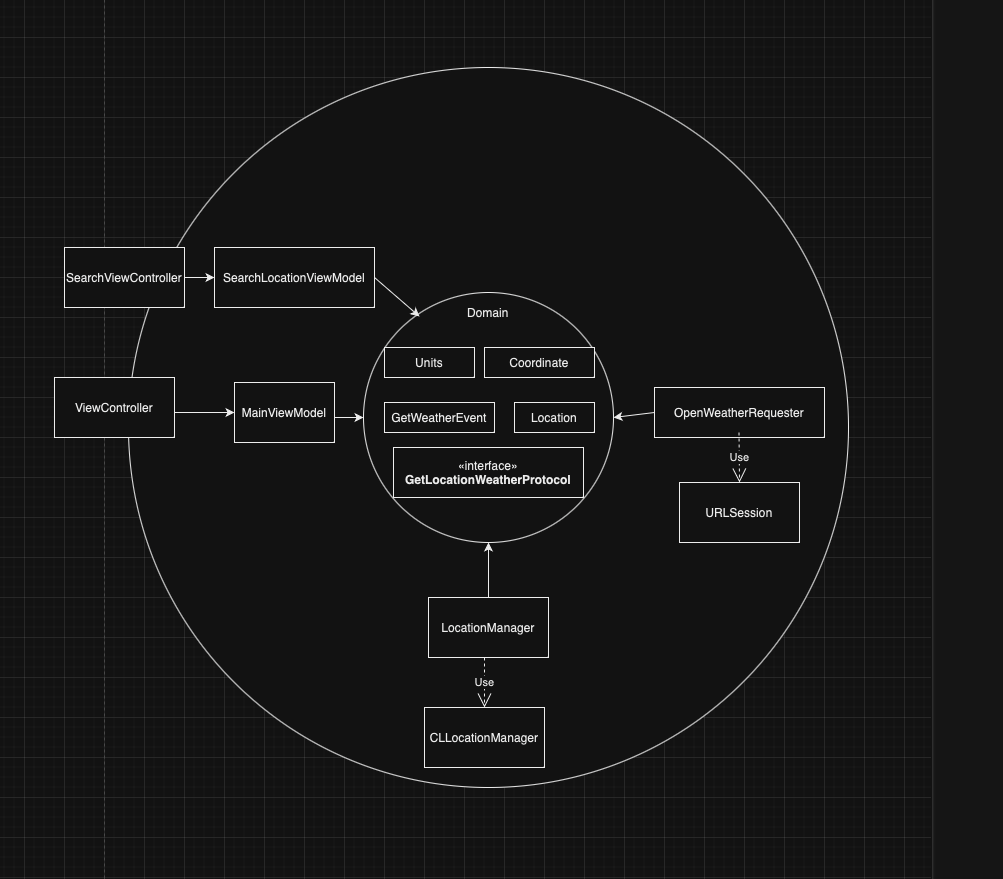 SearchViewController
SearchLocationViewModel
Domain
Units
Coordinate
ViewController
MainViewModel
GetWeatherEvent
Location
OpenWeatherRequester
Use
«interface»
GetLocationWeatherProtocol
URLSession
LocationManager
Use
CLLocationManager